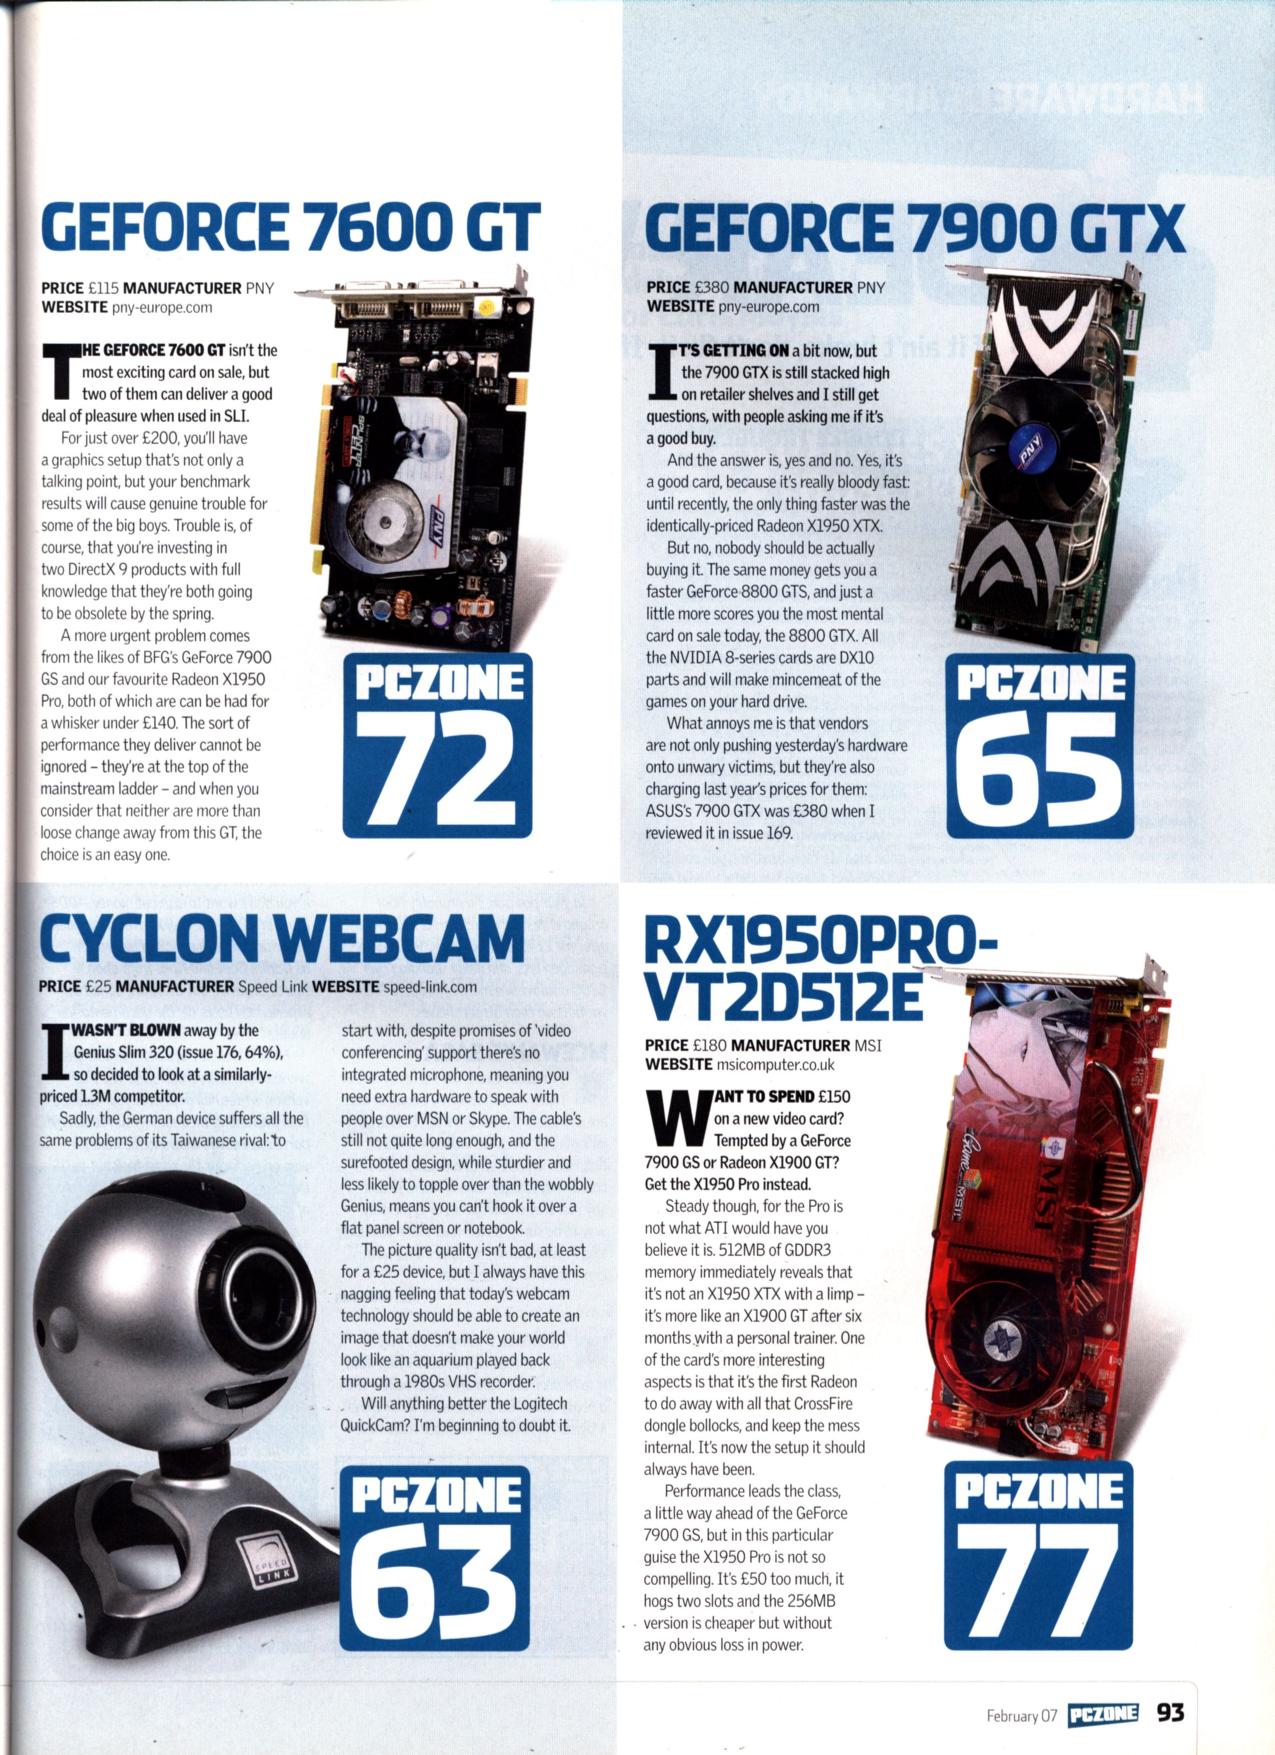 GEFORCE 7600 GT
PRICE £115 MANUFACTURER PNY
WEBSITE pny-europe.com
THE GEFORCE 7600 GT isn't the
most exciting card on sale, but
two of them can deliver a good
deal of pleasure when used in SLI.
For just over £200, you'll have
a graphics setup that's not only a
talking point, but your benchmark
results will cause genuine trouble for
some of the big boys. Trouble is, of
course, that you're investing in
two DirectX 9 products with full
knowledge that they're both going
to be obsolete by the spring.
A more urgent problem comes
from the likes of BFG's GeForce 7900
GS and our favourite Radeon X1950
Pro, both of which are can be had for
a whisker under £140. The sort of
performance they deliver cannot be
ignored – they're at the top of the
mainstream ladder – and when you
consider that neither are more than
loose change away from this GT, the
choice is an easy one.
SPLINTER
CELL
PNY
PCZONE
72
GEFORCE 7900 GTX
PRICE £380 MANUFACTURER PNY
WEBSITE pny-europe.com
IT'S GETTING ON a bit now, but
the 7900 GTX is still stacked high
on retailer shelves and I still get
questions, with people asking me if it's
a good buy.
And the answer is, yes and no. Yes, it's
a good card, because it's really bloody fast:
until recently, the only thing faster was the
identically-priced Radeon X1950 XTX.
But no, nobody should be actually
buying it. The same money gets you a
faster GeForce 8800 GTS, and just a
little more scores you the most mental
card on sale today, the 8800 GTX. All
the NVIDIA 8-series cards are DX10
parts and will make mincemeat of the
games on your hard drive.
What annoys me is that vendors
are not only pushing yesterday's hardware
onto unwary victims, but they're also
charging last year's prices for them:
ASUS's 7900 GTX was £380 when I
reviewed it in issue 169.
PNY
PCZONE
65
CYCLON WEBCAM
PRICE £25 MANUFACTURER Speed Link WEBSITE speed-link.com
I WASN'T BLOWN away by the
Genius Slim 320 (issue 176, 64%),
so decided to look at a similarly-
priced 1.3M competitor.
Sadly, the German device suffers all the
same problems of its Taiwanese rival: to
start with, despite promises of 'video
conferencing' support there's no
integrated microphone, meaning you
need extra hardware to speak with
people over MSN or Skype. The cable's
still not quite long enough, and the
surefooted design, while sturdier and
less likely to topple over than the wobbly
Genius, means you can't hook it over a
flat panel screen or notebook.
The picture quality isn't bad, at least
for a £25 device, but I always have this
nagging feeling that today's webcam
technology should be able to create an
image that doesn't make your world
look like an aquarium played back
through a 1980s VHS recorder.
Will anything better the Logitech
QuickCam? I'm beginning to doubt it.
SPEED
LINK
PCZONE
63
RX1950PRO-
VT2D512E
PRICE £180 MANUFACTURER MSI
WEBSITE msicomputer.co.uk
WANT TO SPEND £150
on a new video card?
Tempted by a GeForce
7900 GS or Radeon X1900 GT?
Get the X1950 Pro instead.
Steady though, for the Pro is
not what ATI would have you
believe it is. 512MB of GDDR3
memory immediately reveals that
it's not an X1950 XTX with a limp –
it's more like an X1900 GT after six
months with a personal trainer. One
of the card's more interesting
aspects is that it's the first Radeon
to do away with all that CrossFire
dongle bollocks, and keep the mess
internal. It's now the setup it should
always have been.
Performance leads the class,
a little way ahead of the GeForce
7900 GS, but in this particular
guise the X1950 Pro is not so
compelling. It's £50 too much, it
hogs two slots and the 256MB
version is cheaper but without
any obvious loss in power.
MSI
PCZONE
77
February 07 PCZONE 93